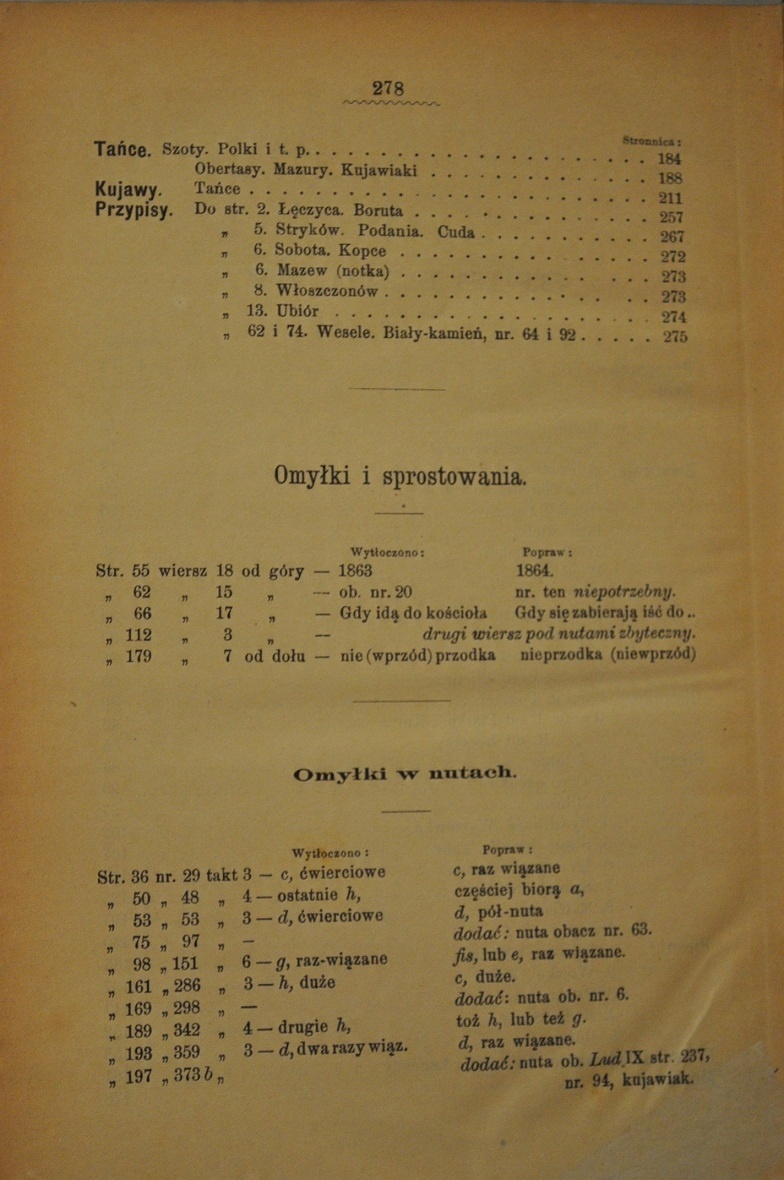 278
Stronnica:
Tańce. Szoty. Polki i t. p. . . . . . . . . . . . . . . . . . . . . 184
Obertasy. Mazury. Kujawiaki . . . . . . . . . . . . . . 188
Kujawy. Tańce . . . . . . . . . . . . . . . . . . . . . . . . 211
Przypisy. Do str. 2. Łęczyca. Boruta . . . . . . . . . . . . . . . 257
„ 5. Stryków. Podania. Cuda . . . . . . . . . . . 267
„ 6. Sobota. Kopce . . . . . . . . . . . . . . . . 272
„ 6. Mazew (notka) . . . . . . . . . . . . . . . . 273
„ 8. Włoszczonów . . . . . . . . . . . . . . . . . 273
„ 13. Ubiór . . . . . . . . . . . . . . . . . . . . 274
„ 62 i 74. Wesele. Biały-kamień, nr. 64 i 92 . . . . . 275
Omyłki i sprostowania.
Wytłoczono: Popraw:
Str. 55 wiersz 18 od góry — 1863 1864.
„ 62 „ 15 „ — ob. nr. 20 nr. ten niepotrzebny.
„ 66 „ 17 „ — Gdy idą do kościoła Gdy się zabierają iść do ..
„ 112 „ 3 „ — drugi wiersz pod nutami zbyteczny.
„ 179 „ 7 od dołu — nie (wprzód) przodka nieprzodka (niewprzód)
Omyłki w nutach.
Wytłoczono: Popraw:
Str. 36 nr. 29 takt 3 — c, ćwierciowe c, raz wiązane
„ 50 „ 48 „ 4 — ostatnie h, częściej biorą a,
„ 53 „ 53 „ 3 — d, ćwierciowe d, pół-nuta
„ 75 „ 97 „ — dodać: nuta obacz nr. 63.
„ 98 „ 151 „ 6 — g, raz-wiązane fis, lub e, raz wiązane.
„ 161 „ 286 „ 3 — h, duże c, duże.
„ 169 „ 298 „ — dodać: nuta ob. nr. 6.
„ 189 „ 342 „ 4 — drugie h, toż h, lub też g.
„ 193 „ 359 „ 3 — d, dwa razy wiąz. d, raz wiązane.
„ 197 „ 373 b „ dodać: nuta ob. Lud IX str. 237,
nr. 94, kujawiak.